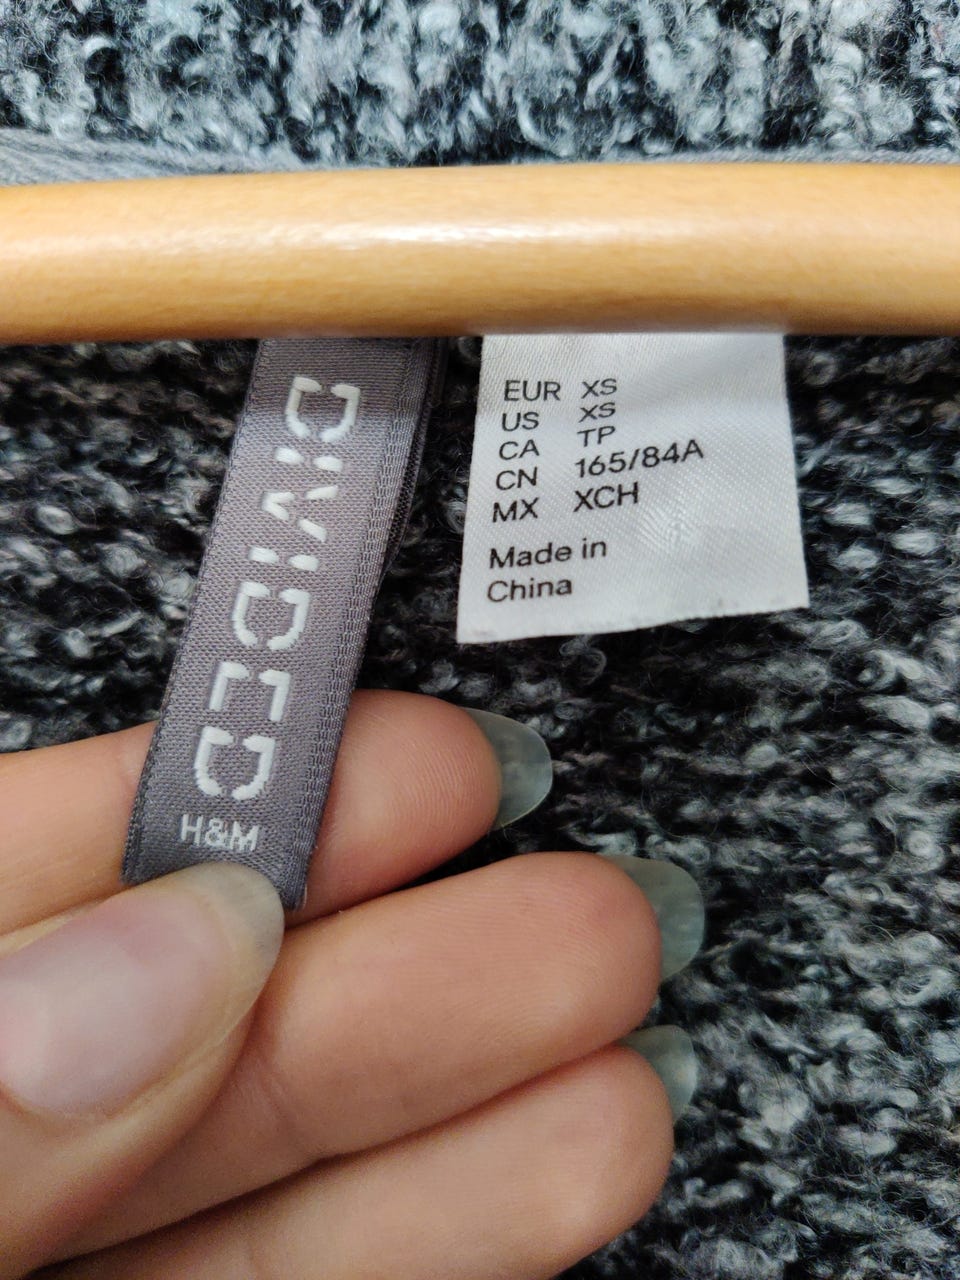 DIVIDED
H&M
EUR XS
US XS
CA TP
CN 165/84A
MX XCH
Made in
China